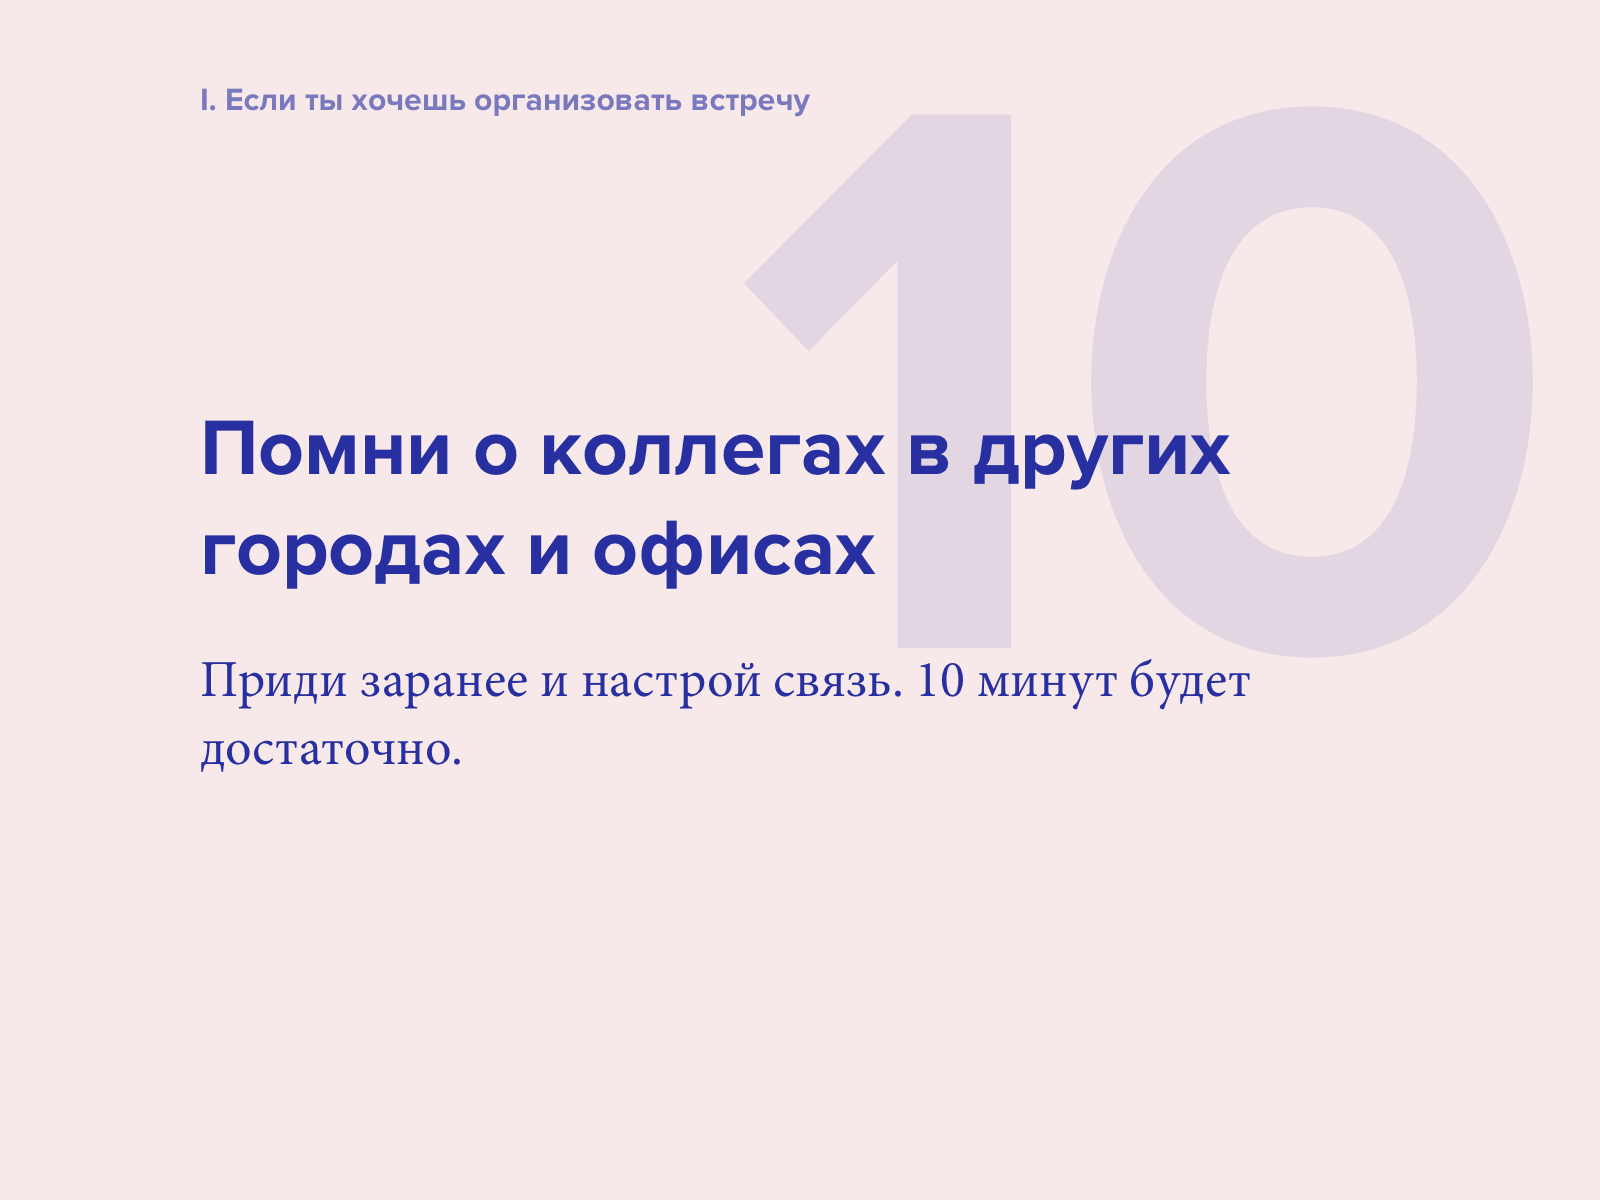 I. Если ты хочешь организовать встречу
10
Помни о коллегах в других
городах и офисах
Приди заранее и настрой связь. 10 минут будет
достаточно.